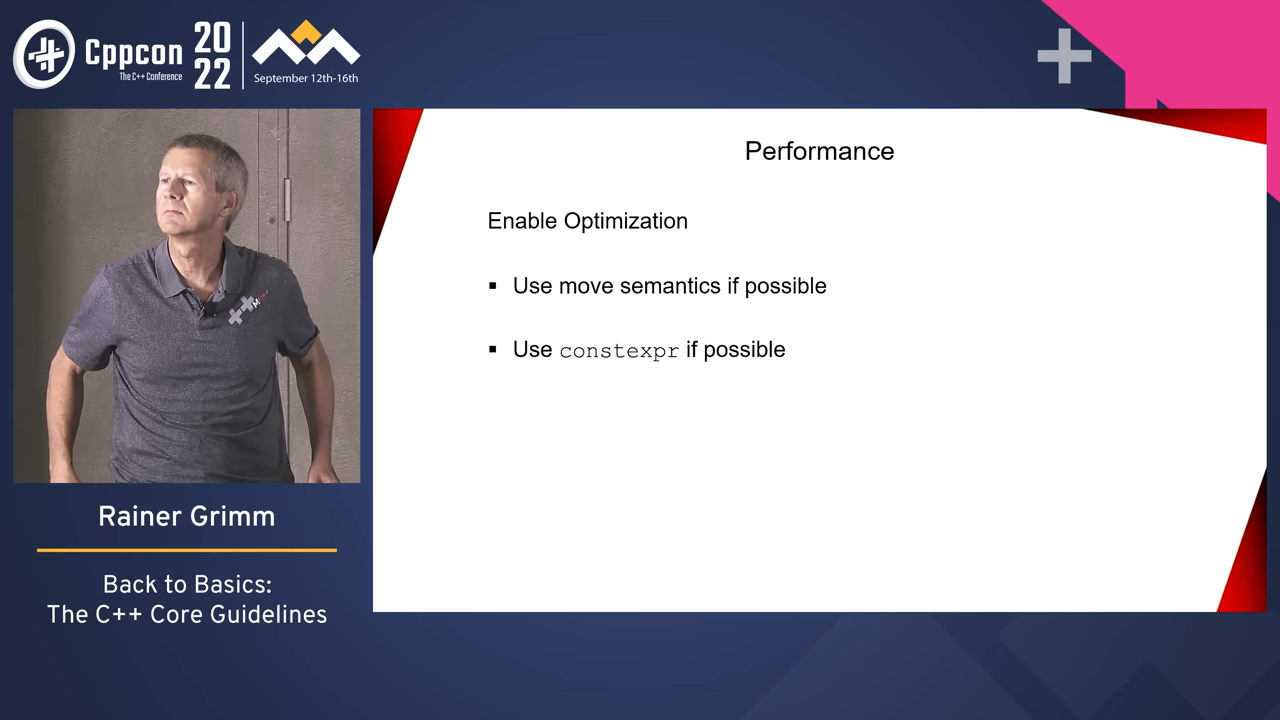 Cppcon
The C++ Conference
20
22
September 12th-16th
Performance
Enable Optimization
▪ Use move semantics if possible
▪ Use constexpr if possible
Rainer Grimm
Back to Basics:
The C++ Core Guidelines